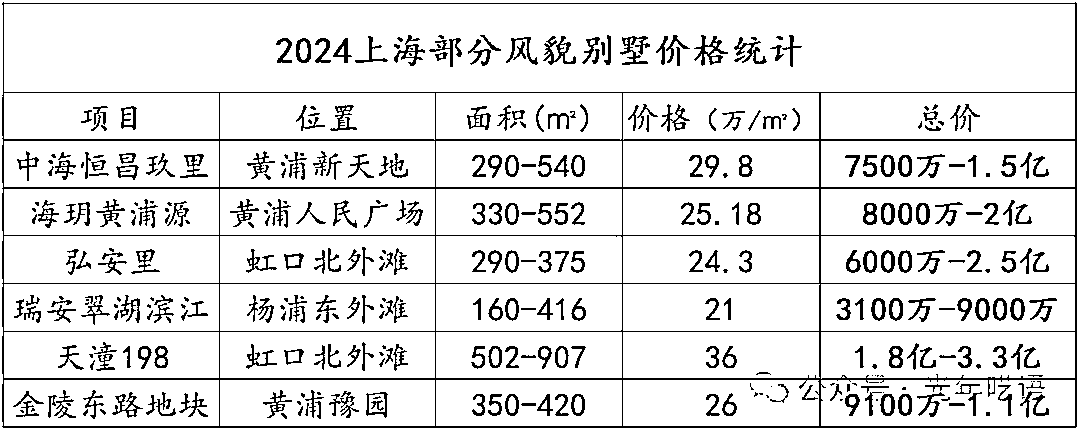 2024上海部分风貌别墅价格统计
项目 位置 面积(㎡) 价格（万/㎡） 总价
中海恒昌玖里 黄浦新天地 290-540 29.8 7500万-1.5亿
海玥黄浦源 黄浦人民广场 330-552 25.18 8000万-2亿
弘安里 虹口北外滩 290-375 24.3 6000万-2.5亿
瑞安翠湖滨江 杨浦东外滩 160-416 21 3100万-9000万
天潼198 虹口北外滩 502-907 36 1.8亿-3.3亿
金陵东路地块 黄浦豫园 350-420 26 9100万-1.1亿
公众号·